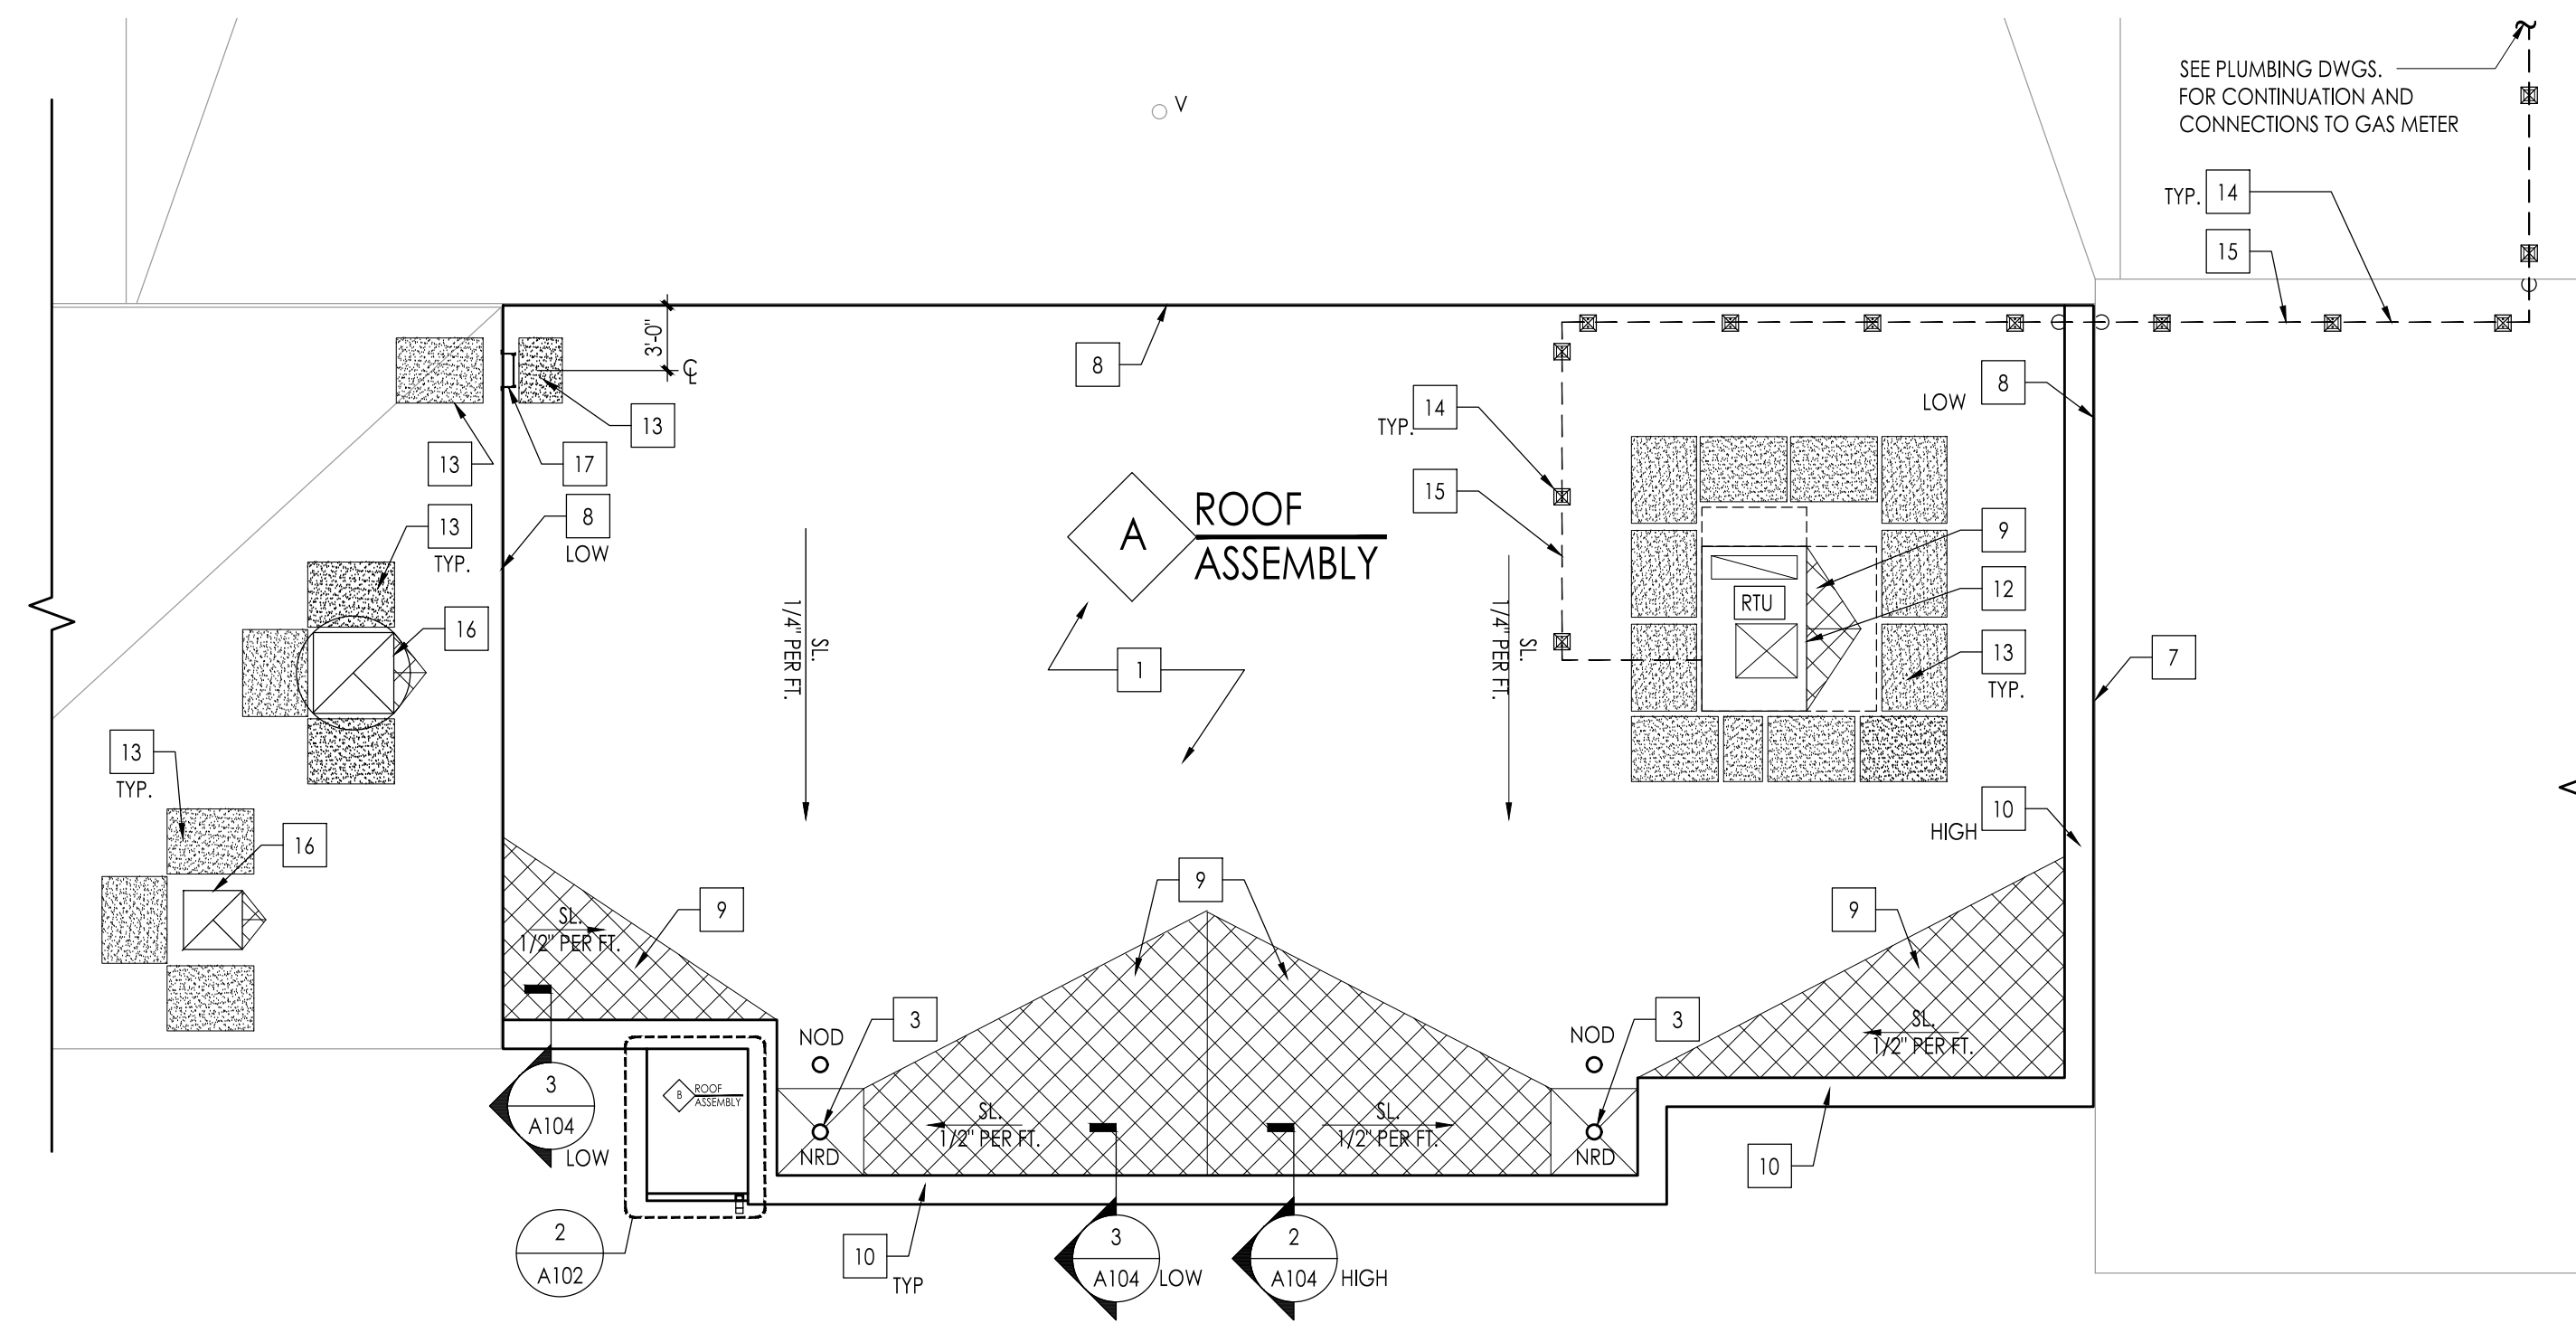 SEE PLUMBING DWGS.
FOR CONTINUATION AND
CONNECTIONS TO GAS METER
V
TYP. 14
15
3'-0"
℄
8
8
LOW
13
14
TYP.
13
17
15
8
LOW
13
TYP.
A
ROOF
ASSEMBLY
9
12
RTU
16
SL.
1/4" PER FT.
SL.
1/4" PER FT.
1
13
TYP.
7
13
TYP.
10
HIGH
16
9
9
9
SL.
1/2" PER FT.
3
3
NOD
NOD
SL.
1/2" PER FT.
3
A104
LOW
B
ROOF
ASSEMBLY
SL.
1/2" PER FT.
SL.
1/2" PER FT.
NRD
NRD
10
2
A102
10
TYP
3
A104
LOW
2
A104
HIGH